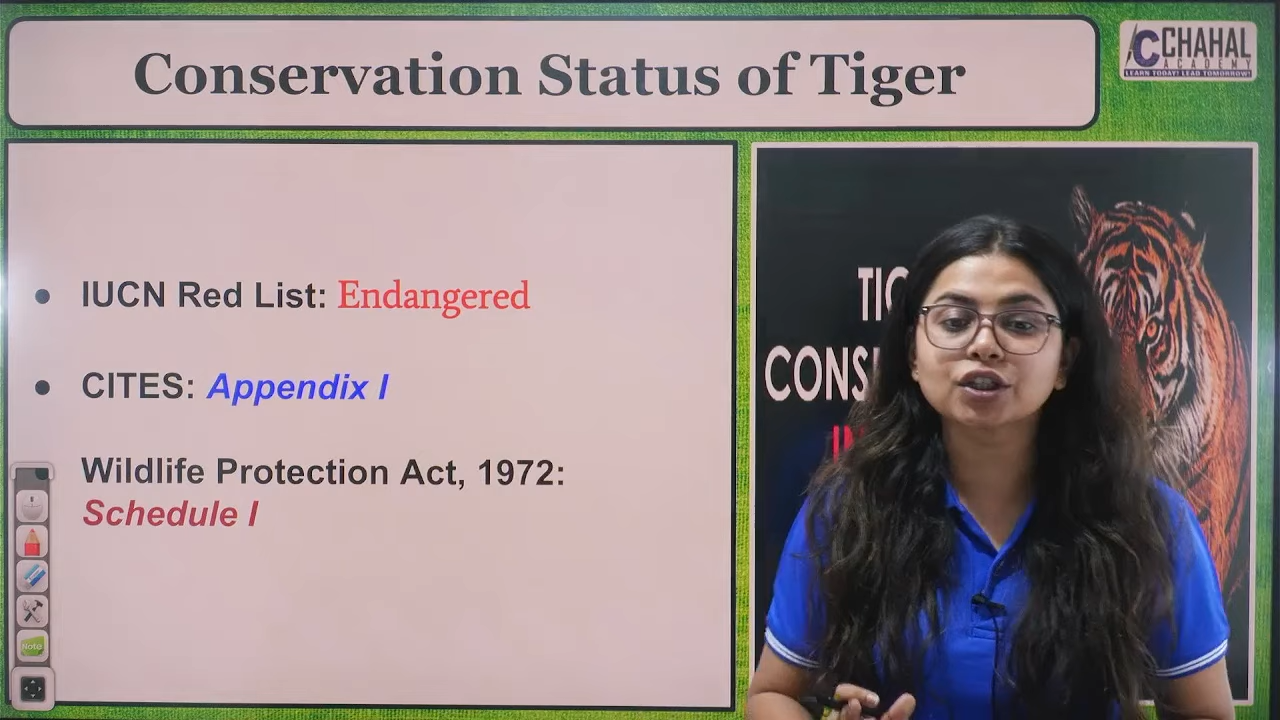 Conservation Status of Tiger
CHAHAL
ACADEMY
LEARN TODAY! LEAD TOMORROW!
• IUCN Red List: Endangered
• CITES: Appendix I
Wildlife Protection Act, 1972:
Schedule I
TIG
CONS
IN
Note